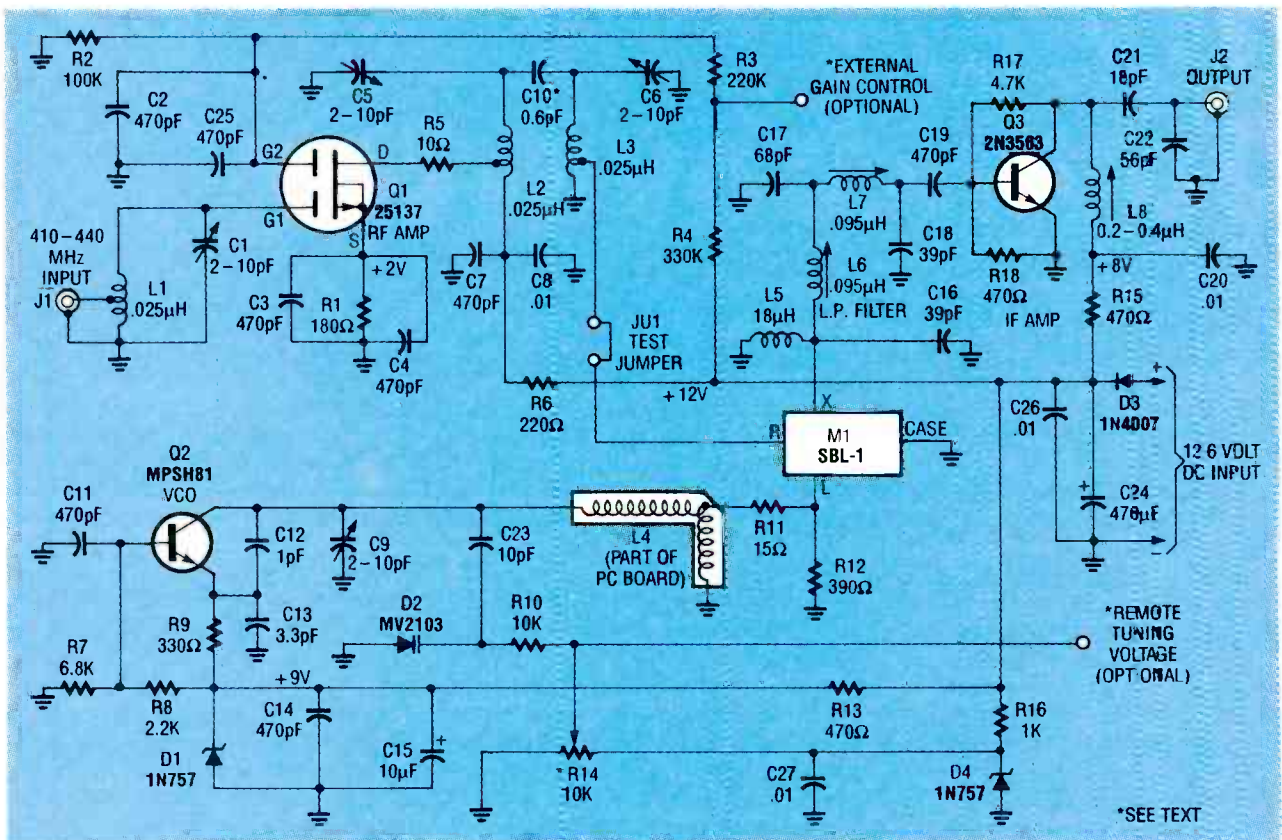 R2
100K
C2
470pF
C25
470pF
G2
G1
D
S
Q1
25137
RF AMP
+2V
410–440
MHz
INPUT
J1
L1
.025µH
C1
2–10pF
C3
470pF
R1
180Ω
C4
470pF
R5
10Ω
C5
2–10pF
C10*
0.6pF
C6
2–10pF
L2
.025µH
L3
.025µH
C7
470pF
C8
.01
R6
220Ω
JU1
TEST
JUMPER
R3
220K
*EXTERNAL
GAIN CONTROL
(OPTIONAL)
R4
330K
+12V
C17
68pF
L7
.095µH
C19
470pF
C18
39pF
L6
.095µH
L.P. FILTER
L5
18µH
C16
39pF
R17
4.7K
Q3
2N3563
R18
470Ω
IF AMP
C21
18pF
J2
OUTPUT
C22
56pF
L8
0.2–0.4µH
+8V
C20
.01
R15
470Ω
X
R
L
M1
SBL-1
CASE
C26
.01
D3
1N4007
+
12.6 VOLT
DC INPUT
+
C24
470µF
–
Q2
MPSH81
VCO
C11
470pF
C12
1pF
C9
2–10pF
C23
10pF
L4
(PART OF
PC BOARD)
R11
15Ω
R12
390Ω
C13
3.3pF
R9
330Ω
D2
MV2103
R10
10K
*REMOTE
TUNING
VOLTAGE
(OPTIONAL)
R7
6.8K
R8
2.2K
+9V
D1
1N757
C14
470pF
C15
10µF
+
R13
470Ω
R16
1K
*R14
10K
C27
.01
D4
1N757
*SEE TEXT